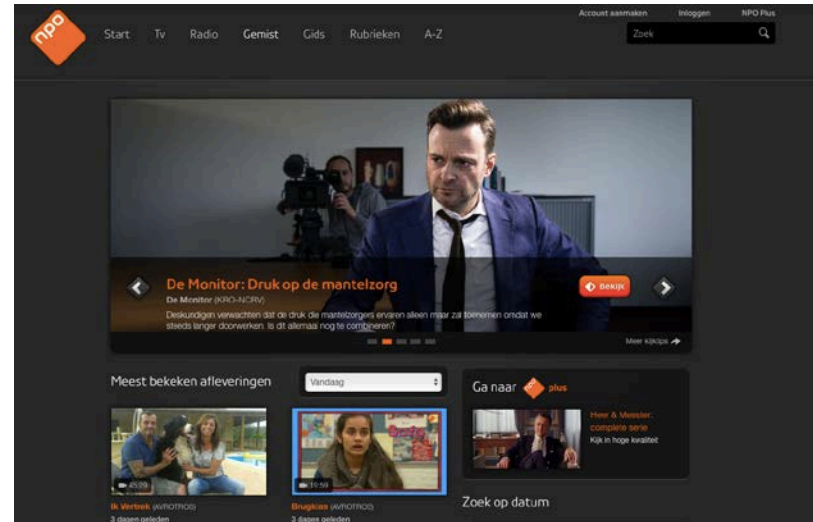 Account aanmaken Inloggen NPO Plus
npo Start Tv Radio Gemist Gids Rubrieken A-Z Zoek
De Monitor: Druk op de mantelzorg
De Monitor (KRO-NCRV)
Bekijk
Deskundigen verwachten dat de druk die mantelzorgers ervaren alleen maar zal toenemen omdat we
steeds langer doorwerken. Is dit allemaal nog te combineren?
Meer kijktips
Meest bekeken afleveringen
Vandaag
45:29
Ik Vertrek (AVROTROS)
3 dagen geleden
Brugklas (AVROTROS)
3 dagen geleden
Ga naar npo plus
Heer & Meester:
complete serie
Kijk in hoge kwaliteit
Zoek op datum